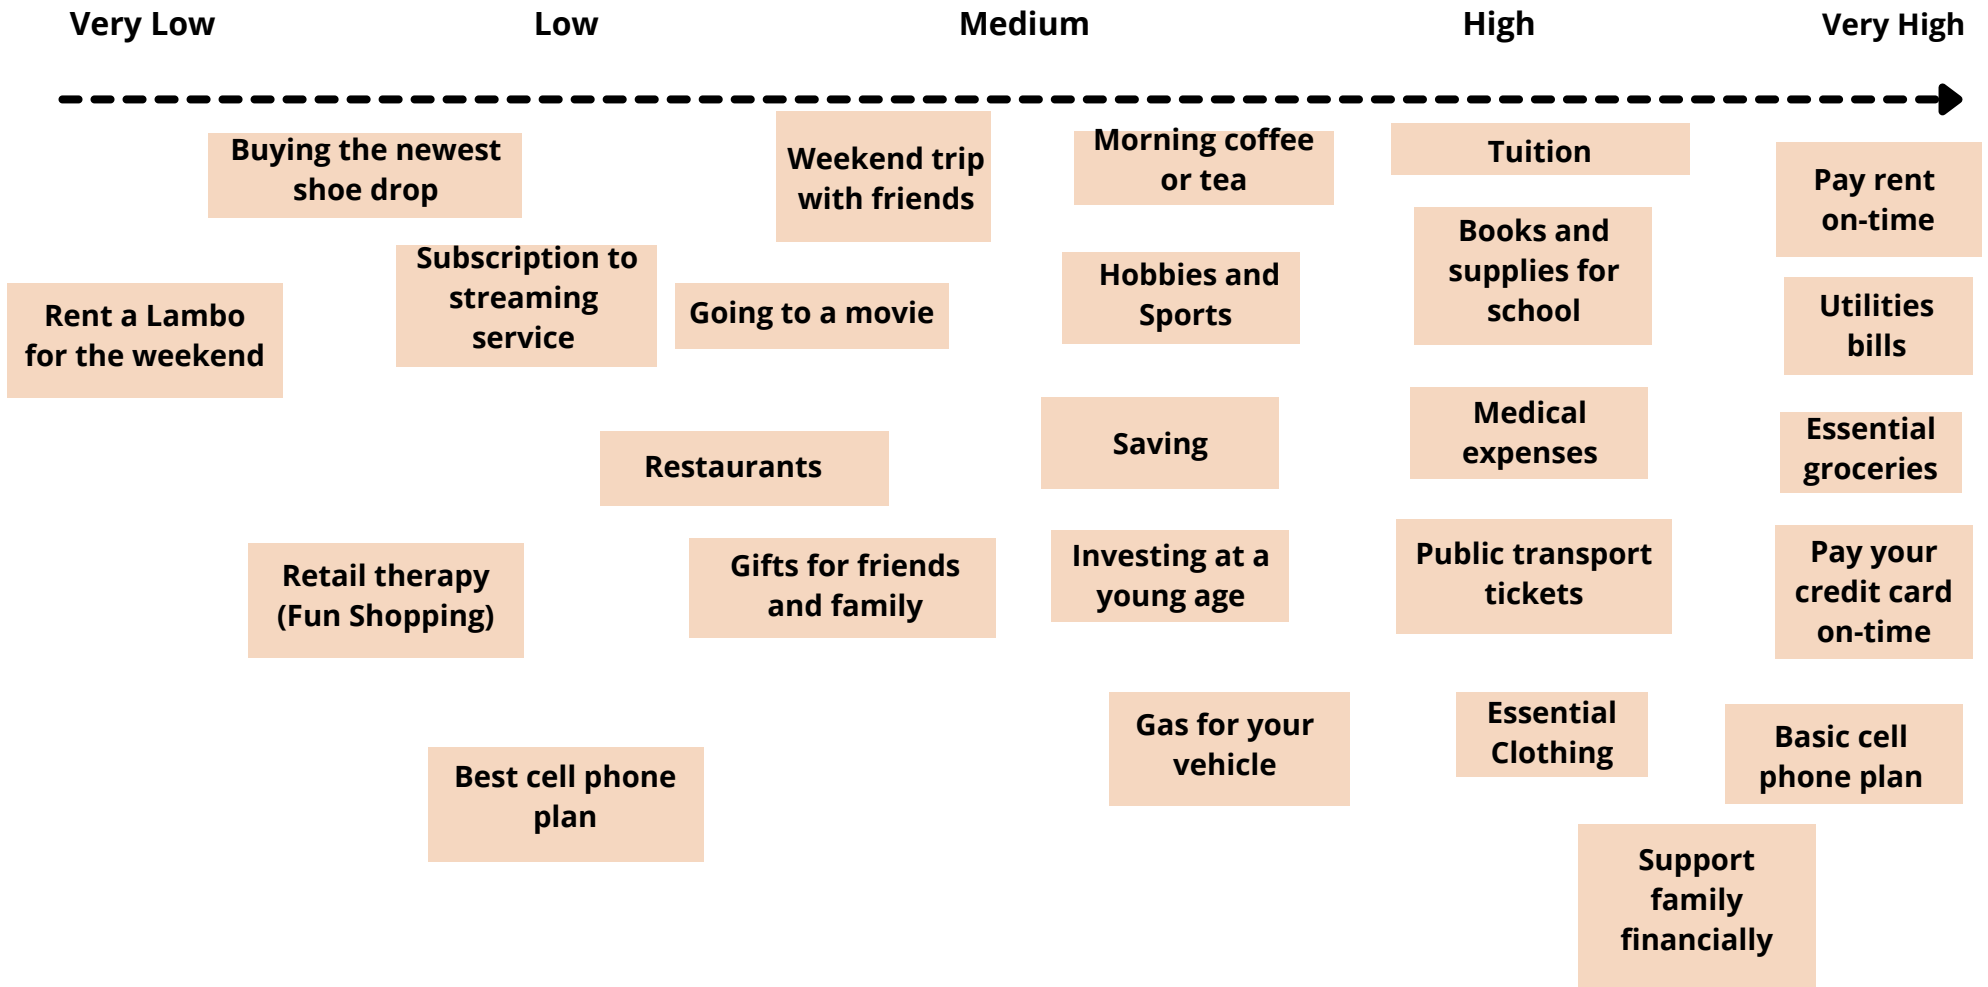 Very Low
Low
Medium
High
Very High
Buying the newest
shoe drop
Weekend trip
with friends
Morning coffee
or tea
Tuition
Pay rent
on-time
Rent a Lambo
for the weekend
Subscription to
streaming
service
Going to a movie
Hobbies and
Sports
Books and
supplies for
school
Utilities
bills
Restaurants
Saving
Medical
expenses
Essential
groceries
Retail therapy
(Fun Shopping)
Gifts for friends
and family
Investing at a
young age
Public transport
tickets
Pay your
credit card
on-time
Best cell phone
plan
Gas for your
vehicle
Essential
Clothing
Basic cell
phone plan
Support
family
financially